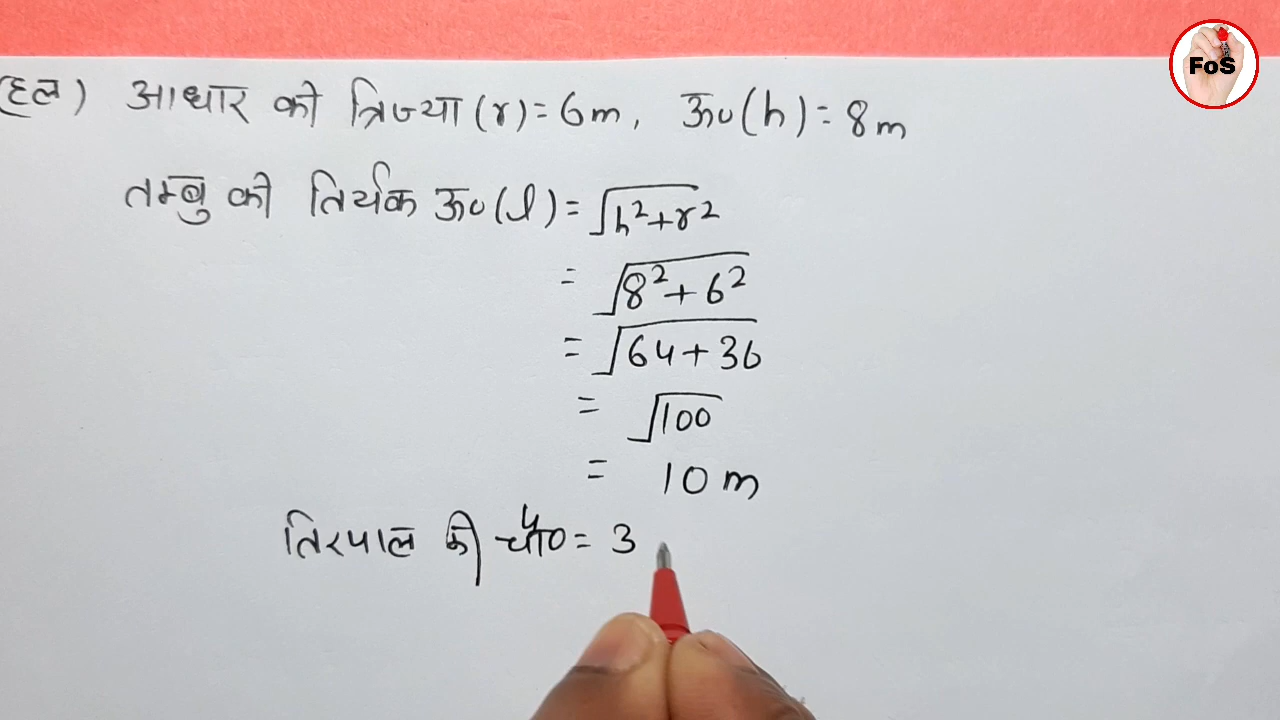 हल) आधार की त्रिज्या (r) = 6m, ऊ० (h) = 8m
तम्बु की तिर्यक ऊ० (l) = √h²+r²
= √8²+6²
= √64+36
= √100
= 10 m
तिरपाल की चौ० = 3
FoS